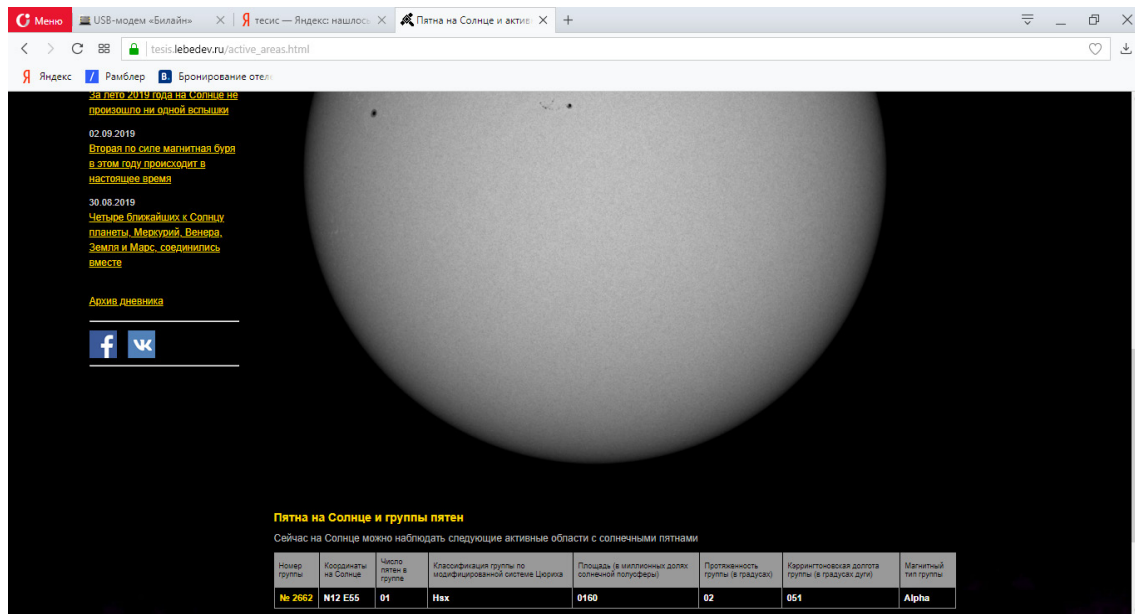 Меню
USB-модем «Билайн»
тесис — Яндекс: нашлось
Пятна на Солнце и актив
tesis.lebedev.ru/active_areas.html
Яндекс
Рамблер
B. Бронирование отел
За лето 2019 года на Солнце не
произошло ни одной вспышки
02.09.2019
Вторая по силе магнитная буря
в этом году происходит в
настоящее время
30.08.2019
Четыре ближайших к Солнцу
планеты, Меркурий, Венера,
Земля и Марс, соединились
вместе
Архив дневника
Пятна на Солнце и группы пятен
Сейчас на Солнце можно наблюдать следующие активные области с солнечными пятнами
Номер группы Координаты на Солнце Число пятен в группе Классификация группы по модифицированной системе Цюриха Площадь (в миллионных долях солнечной полусферы) Протяженность группы (в градусах) Каррингтоновская долгота группы (в градусах дуги) Магнитный тип группы
№ 2662 N12 E55 01 Hsx 0160 02 051 Alpha